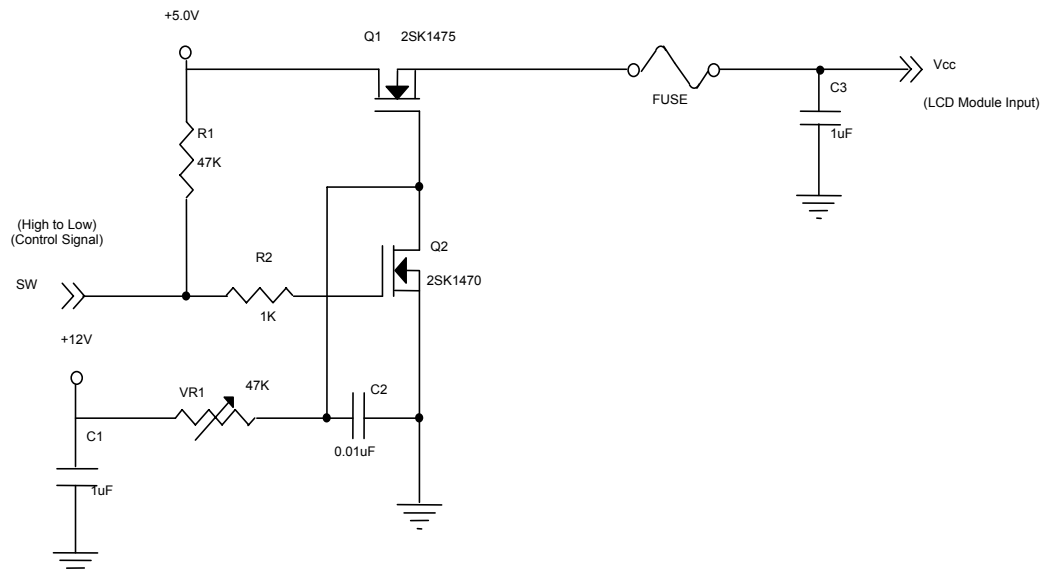 +5.0V
Q1
2SK1475
Vcc
FUSE
C3
(LCD Module Input)
R1
1uF
47K
(High to Low)
(Control Signal)
Q2
R2
SW
2SK1470
1K
+12V
VR1
47K
C2
C1
0.01uF
1uF